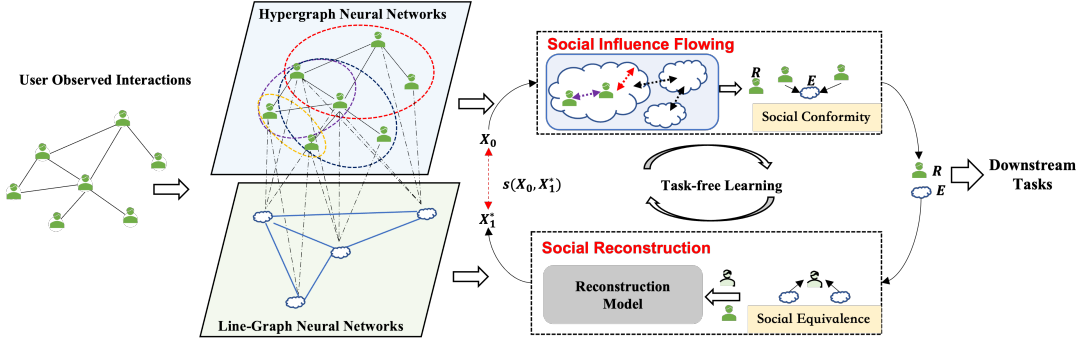 Hypergraph Neural Networks
User Observed Interactions
Line-Graph Neural Networks
X₀
s(X₀, X₁*)
X₁*
Social Influence Flowing
R
E
Social Conformity
Task-free Learning
Social Reconstruction
Reconstruction
Model
Social Equivalence
R
E
Downstream
Tasks